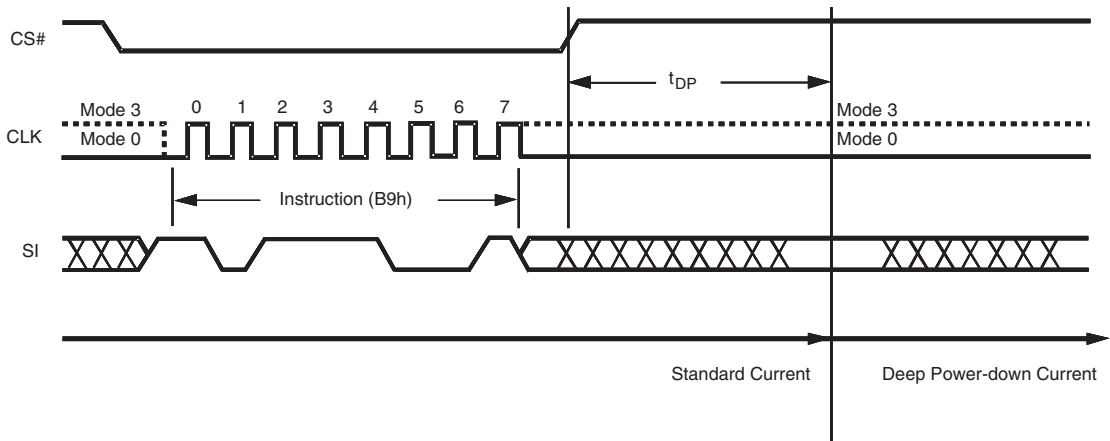 CS#
t DP
Mode 3
0 1 2 3 4 5 6 7
Mode 3
CLK
Mode 0
Mode 0
Instruction (B9h)
SI
Standard Current
Deep Power-down Current